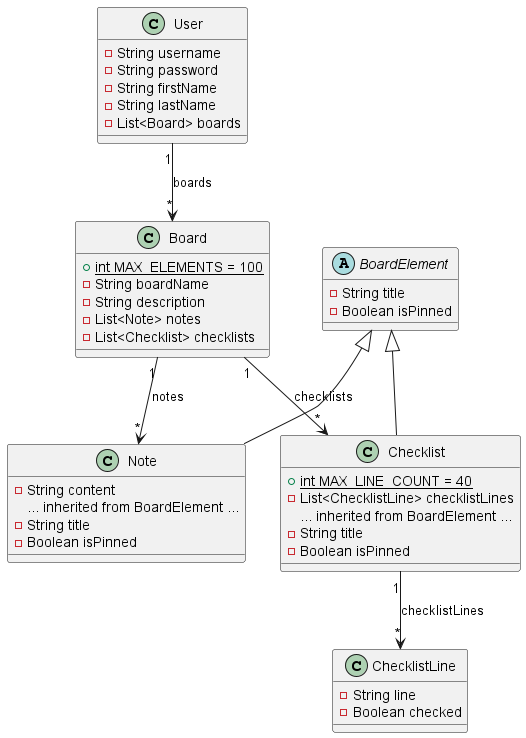 C User
String username
String password
String firstName
String lastName
List<Board> boards
1
boards
*
C Board
int MAX_ELEMENTS = 100
String boardName
String description
List<Note> notes
List<Checklist> checklists
A BoardElement
String title
Boolean isPinned
1
notes
*
1
checklists
*
C Note
String content
... inherited from BoardElement ...
String title
Boolean isPinned
C Checklist
int MAX_LINE_COUNT = 40
List<ChecklistLine> checklistLines
... inherited from BoardElement ...
String title
Boolean isPinned
1
checklistLines
*
C ChecklistLine
String line
Boolean checked